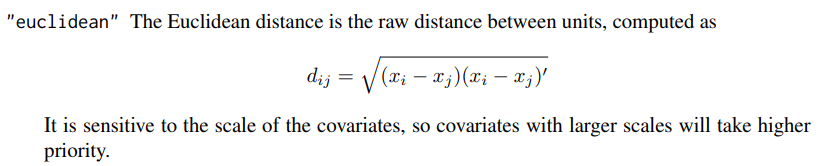 "euclidean" The Euclidean distance is the raw distance between units, computed as
d_{ij} = √(x_i − x_j)(x_i − x_j)′
It is sensitive to the scale of the covariates, so covariates with larger scales will take higher
priority.